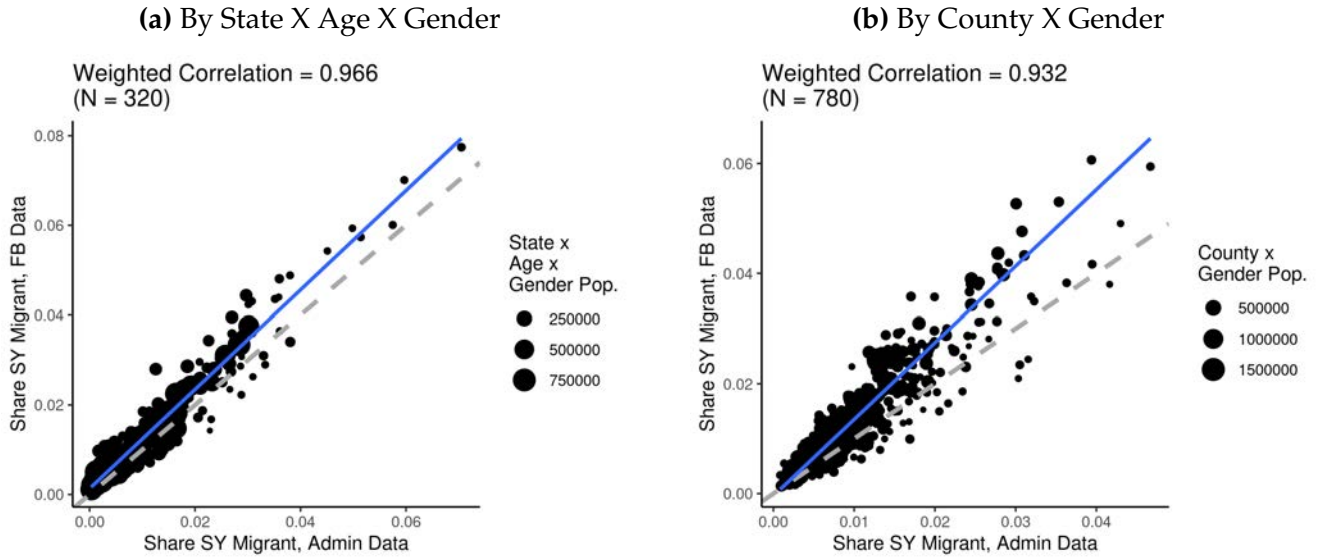 (a) By State X Age X Gender
Weighted Correlation = 0.966
(N = 320)
Share SY Migrant, FB Data
0.08
0.06
0.04
0.02
0.00
0.00 0.02 0.04 0.06
Share SY Migrant, Admin Data
State x
Age x
Gender Pop.
250000
500000
750000
(b) By County X Gender
Weighted Correlation = 0.932
(N = 780)
Share SY Migrant, FB Data
0.06
0.04
0.02
0.00
0.00 0.01 0.02 0.03 0.04
Share SY Migrant, Admin Data
County x
Gender Pop.
500000
1000000
1500000